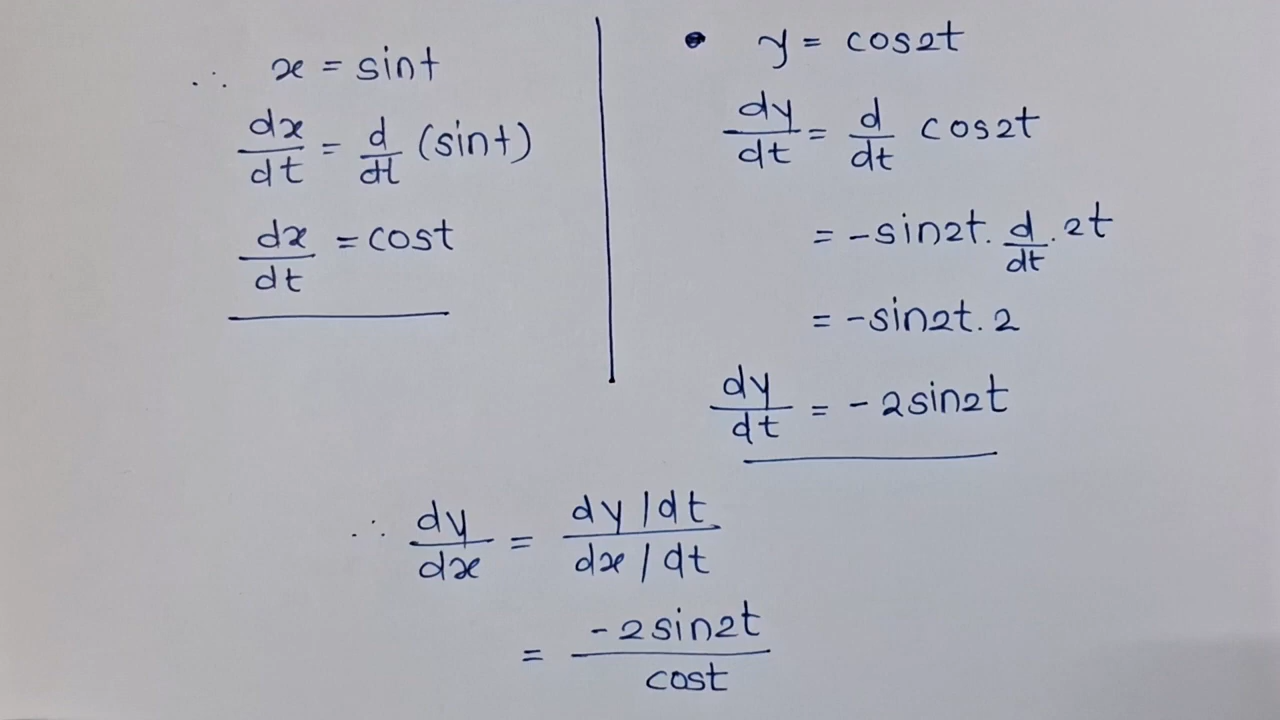 ∴ x = sint
dx/dt = d/dt (sint)
dx/dt = cost
• y = cos2t
dy/dt = d/dt cos2t
= -sin2t. d/dt . 2t
= -sin2t. 2
dy/dt = - 2sin2t
∴ dy/dx = (dy/dt)/(dx/dt)
= -2sin2t/cost